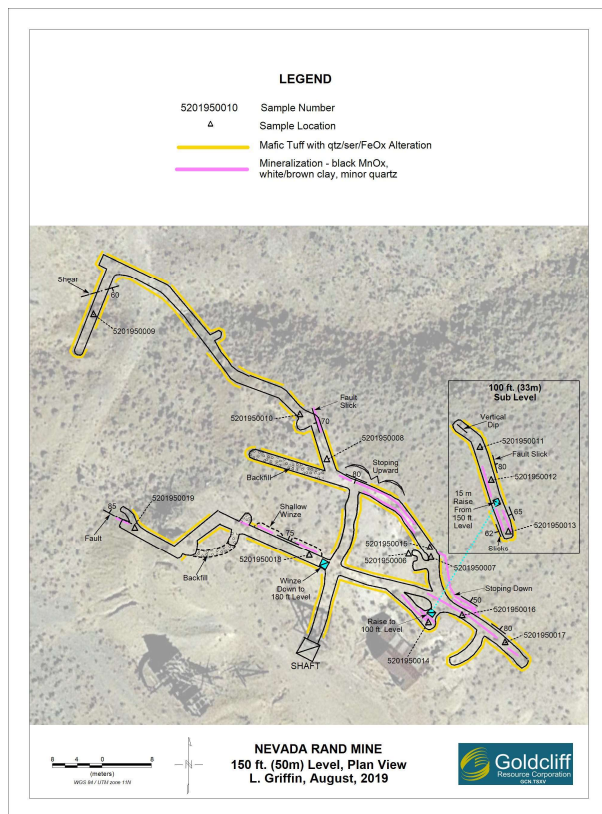 LEGEND
5201950010 Sample Number
Sample Location
Mafic Tuff with qtz/ser/FeOx Alteration
Mineralization - black MnOx,
white/brown clay, minor quartz
Shear
60
5201950009
Fault
Slick
70
5201950010
5201950008
Stoping
Upward
80
Backfill
100 ft. (33m)
Sub Level
Vertical
Dip
5201950011
Fault Slick
80
5201950012
15 m
Raise
From
150 ft.
Level
65
62
5201950013
Slicks
5201950019
85
Fault
Shallow
Winze
75
Backfill
5201950018
Winze
Down to
180 ft Level
5201950015
5201950006
5201950007
Stoping Down
50
5201950016
Raise to
100 ft. Level
80
5201950017
5201950014
SHAFT
8 4 0 8
(meters)
WGS 84 / UTM zone 11N
N
NEVADA RAND MINE
150 ft. (50m) Level, Plan View
L. Griffin, August, 2019
Goldcliff
Resource Corporation
GCN.TSXV